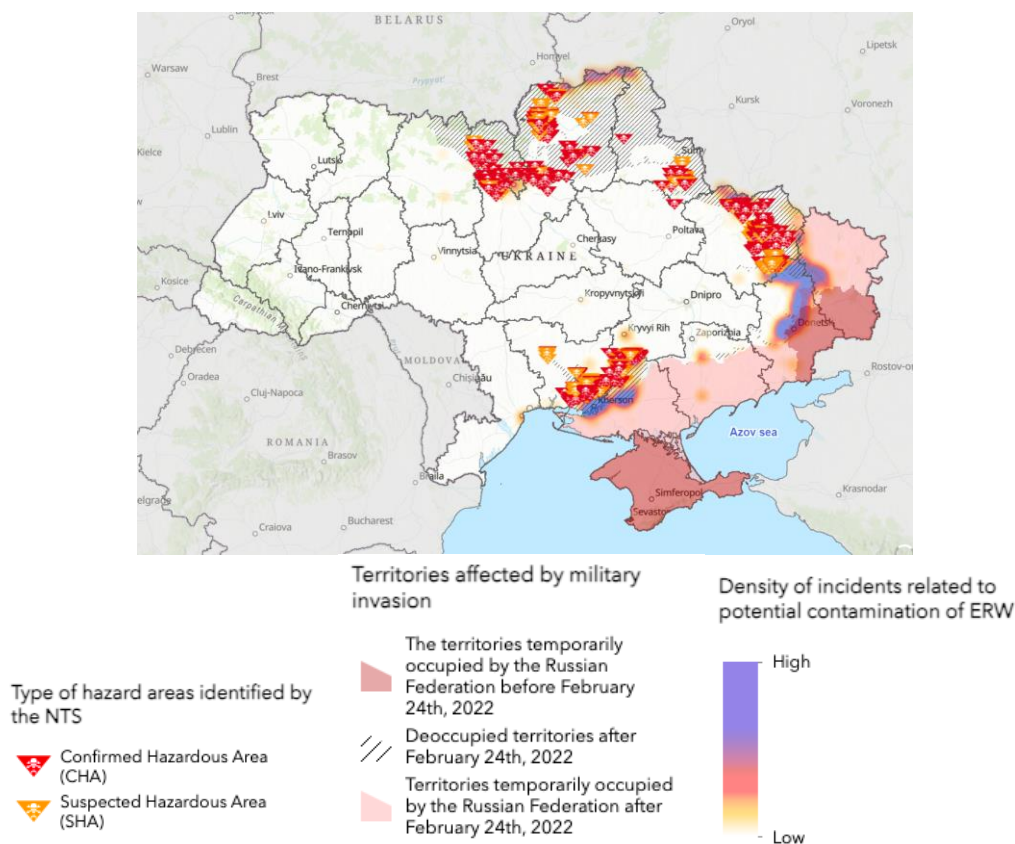 BELARUS
Oryol
Lipetsk
Homyel
Warsaw
Brest
Pripyat'
Kursk
Voronezh
Lublin
Kielce
Sumy
Lutsk
Lviv
Ternopil
Poltava
Cherkasy
Vinnytsia
UKRAINE
Ivano-Frankivsk
Kosice
Kropyvnytskyi
Dnipro
Chernivtsi
Carpathian M
Donetsk
Kryvyi Rih
Zaporizhia
Debrecen
MOLDOVA
Rostov-on
Oradea
Chișinău
Cluj-Napoca
Kherson
Azov sea
ROMANIA
Brasov
Braila
Krasnodar
Simferopol
Sevasto
elgrade
Craiova
Bucharest
Territories affected by military
invasion
The territories temporarily
occupied by the Russian
Federation before February
24th, 2022
Deoccupied territories after
February 24th, 2022
Territories temporarily occupied
by the Russian Federation after
February 24th, 2022
Density of incidents related to
potential contamination of ERW
High
Low
Type of hazard areas identified by
the NTS
Confirmed Hazardous Area
(CHA)
Suspected Hazardous Area
(SHA)